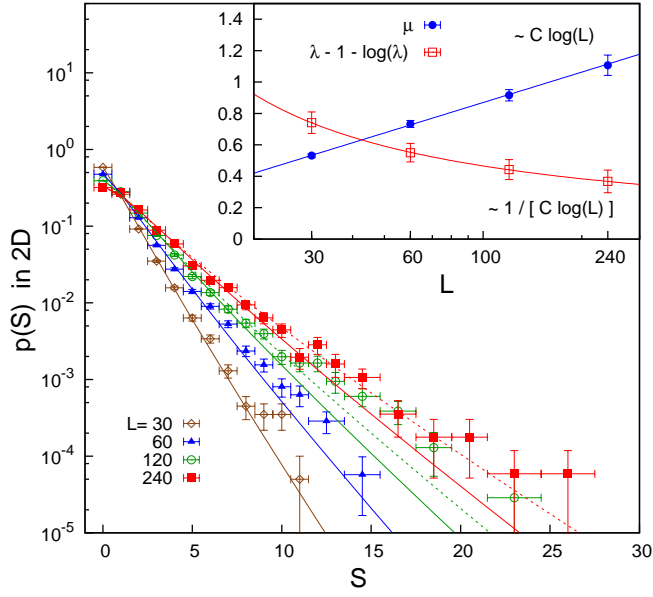 p(S) in 2D
10^1
10^0
10^-1
10^-2
10^-3
10^-4
10^-5
0 5 10 15 20 25 30
S
L= 30
60
120
240
1.4
1.2
1
0.8
0.6
0.4
0.2
0
30 60 100 240
L
μ
λ - 1 - log(λ)
~ C log(L)
~ 1 / [ C log(L) ]